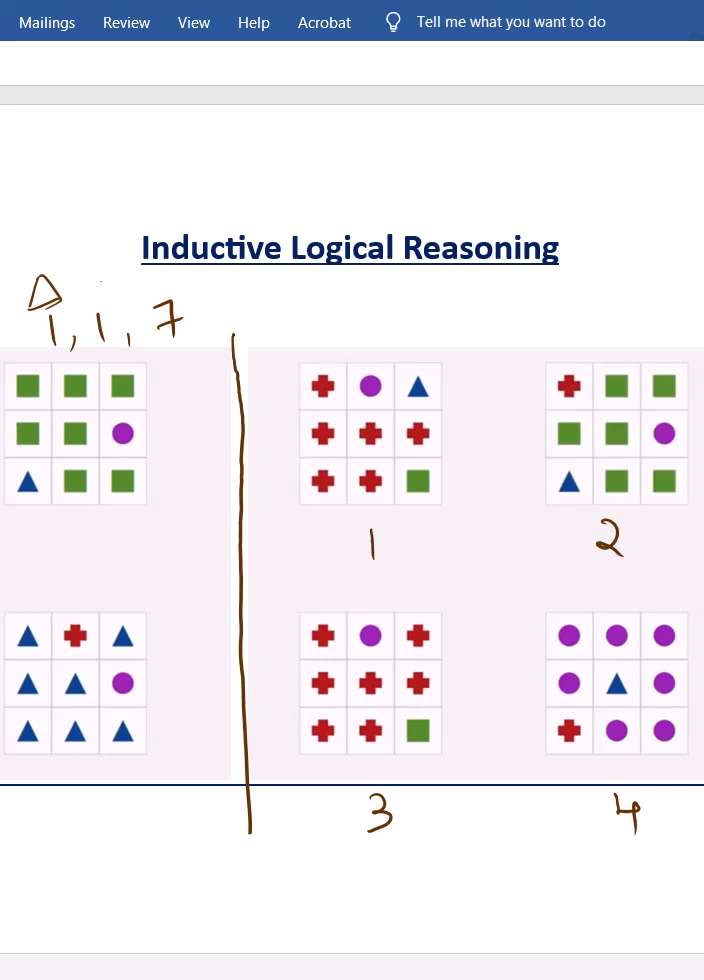 Mailings Review View Help Acrobat Tell me what you want to do
Inductive Logical Reasoning
1, 1, 7
1 2
3 4